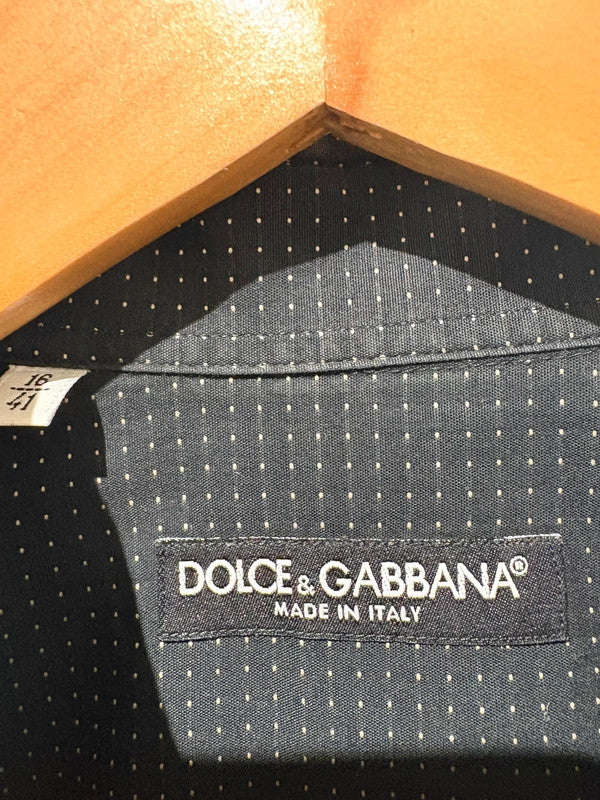 16
41
DOLCE & GABBANA®
MADE IN ITALY